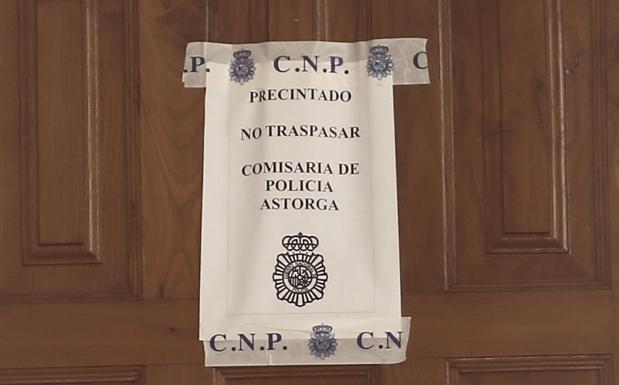 .P. C.N.P. C
PRECINTADO
NO TRASPASAR
COMISARIA DE
POLICIA
ASTORGA
C.N.P. C.N